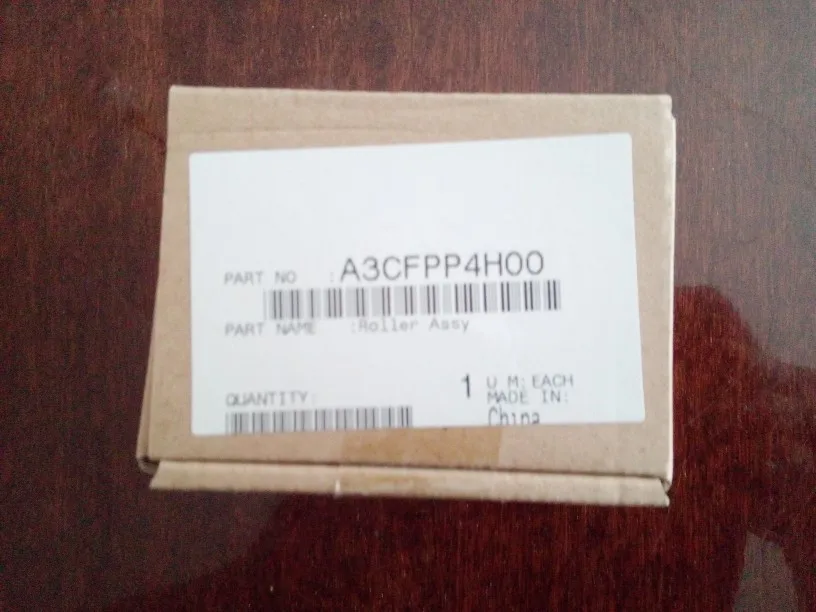 PART NO : A3CFPP4H00
PART NAME :Roller Assy
QUANTITY: 1 U M: EACH
MADE IN:
China